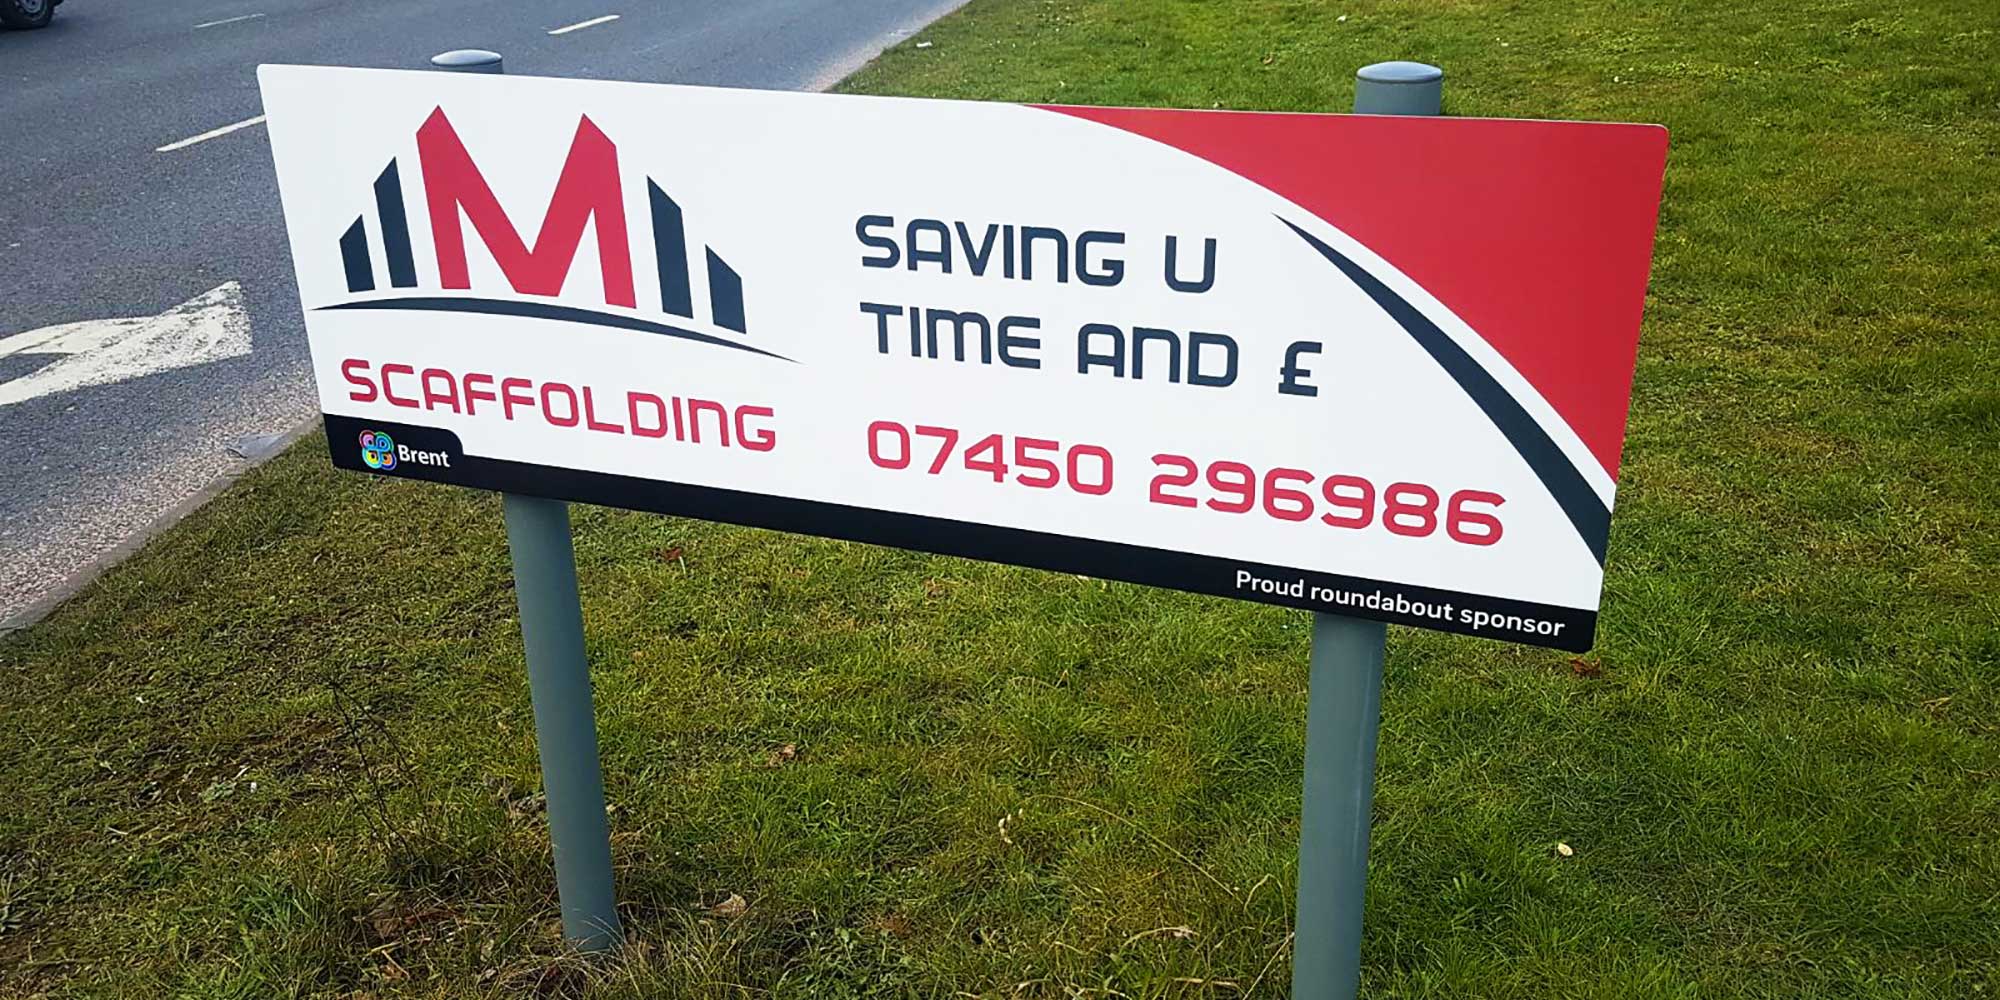 M
SCAFFOLDING
SAVING U
TIME AND £
07450 296986
Brent
Proud roundabout sponsor